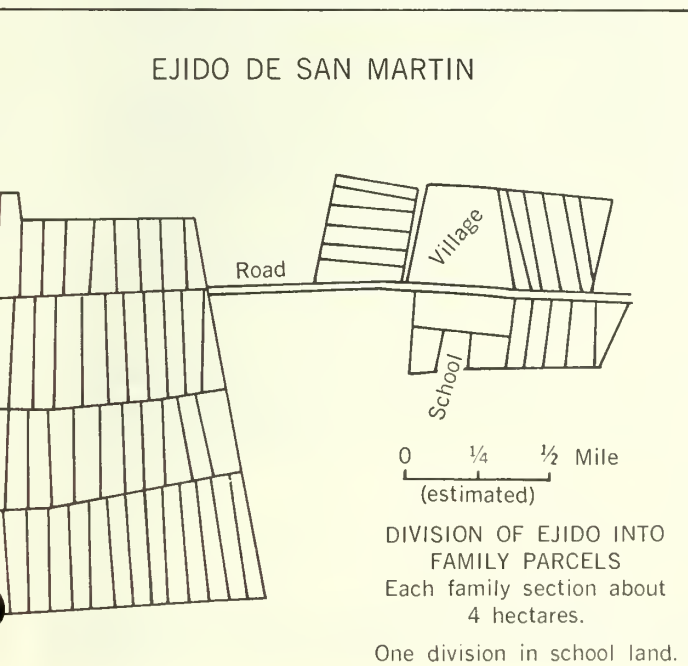 EJIDO DE SAN MARTIN
Village
Road
School
0 ¼ ½ Mile
(estimated)
DIVISION OF EJIDO INTO
FAMILY PARCELS
Each family section about
4 hectares.
One division in school land.